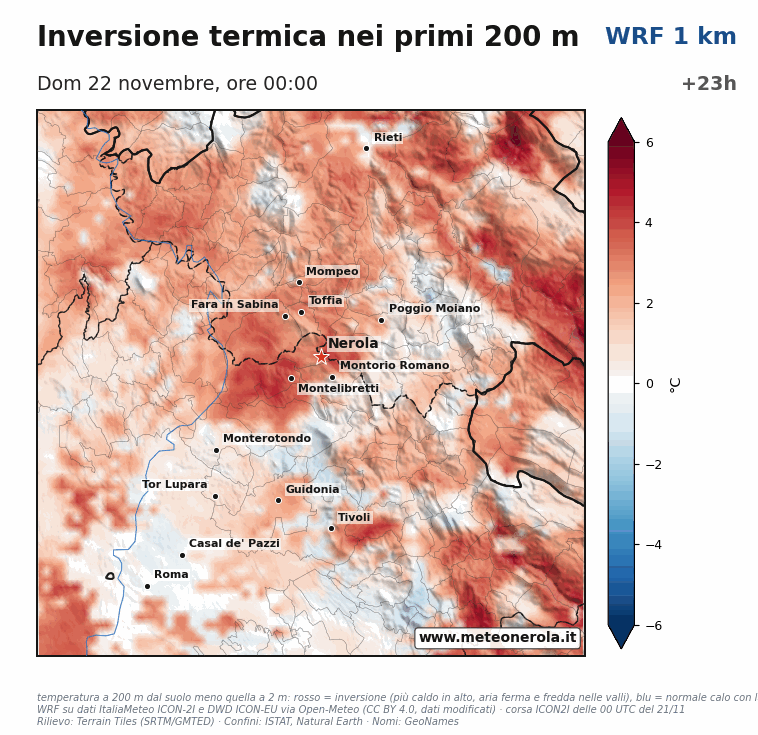 Inversione termica nei primi 200 m
WRF 1 km
Dom 22 novembre, ore 00:00
+23h
Rieti
Mompeo
Toffia
Fara in Sabina
Poggio Moiano
Nerola
Montorio Romano
Montelibretti
Monterotondo
Tor Lupara
Guidonia
Tivoli
Casal de' Pazzi
Roma
www.meteonerola.it
6
4
2
0
−2
−4
−6
°C
temperatura a 200 m dal suolo meno quella a 2 m: rosso = inversione (più caldo in alto, aria ferma e fredda nelle valli), blu = normale calo con l
WRF su dati ItaliaMeteo ICON-2I e DWD ICON-EU via Open-Meteo (CC BY 4.0, dati modificati) · corsa ICON2I delle 00 UTC del 21/11
Rilievo: Terrain Tiles (SRTM/GMTED) · Confini: ISTAT, Natural Earth · Nomi: GeoNames